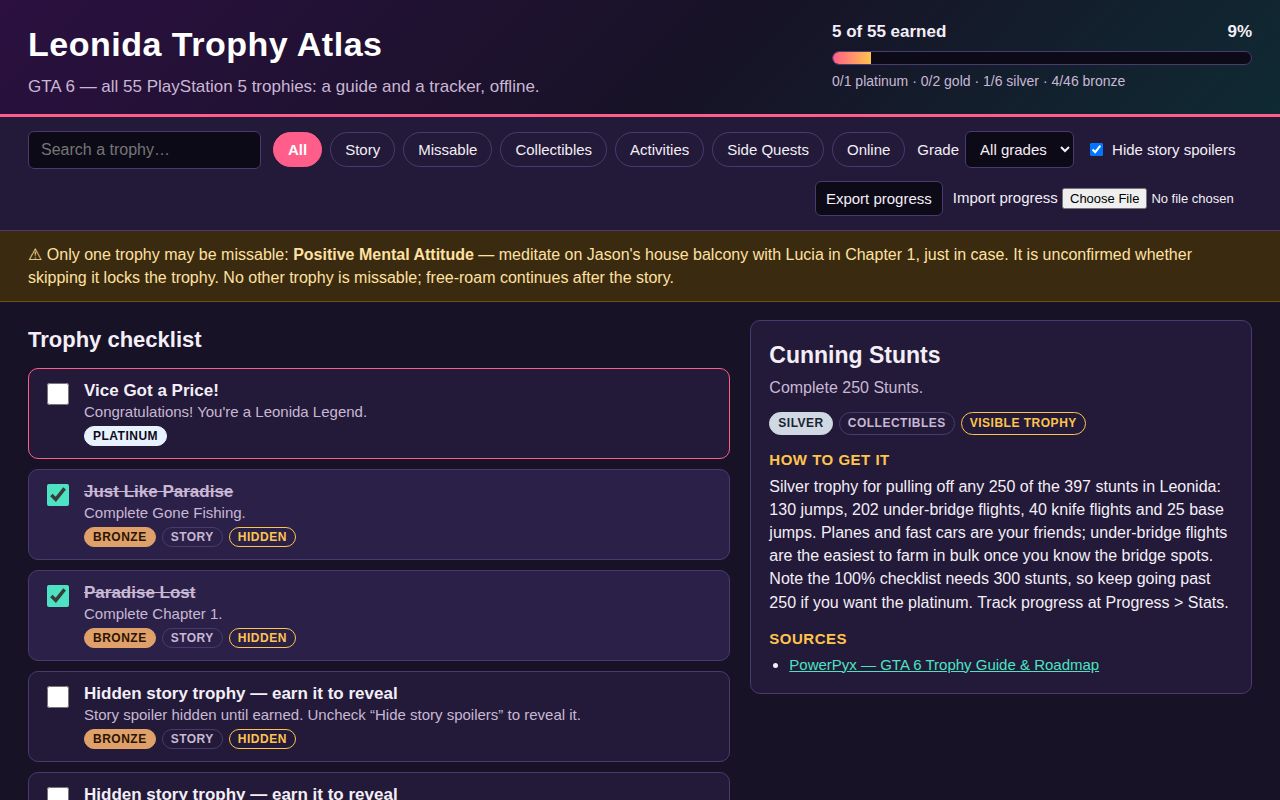 Leonida Trophy Atlas
GTA 6 — all 55 PlayStation 5 trophies: a guide and a tracker, offline.
5 of 55 earned 9%
0/1 platinum · 0/2 gold · 1/6 silver · 4/46 bronze
Search a trophy… All Story Missable Collectibles Activities Side Quests Online Grade All grades Hide story spoilers
Export progress Import progress Choose File No file chosen
⚠ Only one trophy may be missable: Positive Mental Attitude — meditate on Jason's house balcony with Lucia in Chapter 1, just in case. It is unconfirmed whether
skipping it locks the trophy. No other trophy is missable; free-roam continues after the story.
Trophy checklist
Vice Got a Price!
Congratulations! You're a Leonida Legend.
PLATINUM
Just Like Paradise
Complete Gone Fishing.
BRONZE STORY HIDDEN
Paradise Lost
Complete Chapter 1.
BRONZE STORY HIDDEN
Hidden story trophy — earn it to reveal
Story spoiler hidden until earned. Uncheck “Hide story spoilers” to reveal it.
BRONZE STORY HIDDEN
Hidden story trophy — earn it to reveal
Cunning Stunts
Complete 250 Stunts.
SILVER COLLECTIBLES VISIBLE TROPHY
HOW TO GET IT
Silver trophy for pulling off any 250 of the 397 stunts in Leonida:
130 jumps, 202 under-bridge flights, 40 knife flights and 25 base
jumps. Planes and fast cars are your friends; under-bridge flights
are the easiest to farm in bulk once you know the bridge spots.
Note the 100% checklist needs 300 stunts, so keep going past
250 if you want the platinum. Track progress at Progress > Stats.
SOURCES
• PowerPyx — GTA 6 Trophy Guide & Roadmap